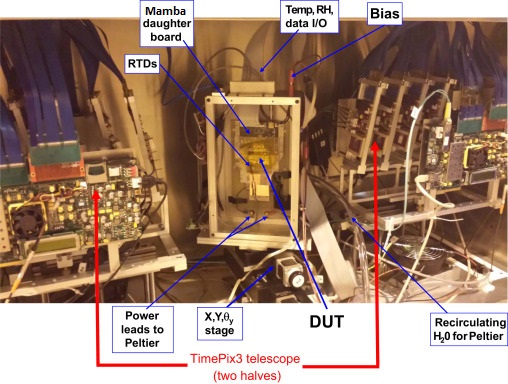 Mamba
daughter
board
Temp, RH,
data I/O
Bias
RTDs
Power
leads to
Peltier
X,Y,θy
stage
DUT
Recirculating
H20 for Peltier
TimePix3 telescope
(two halves)